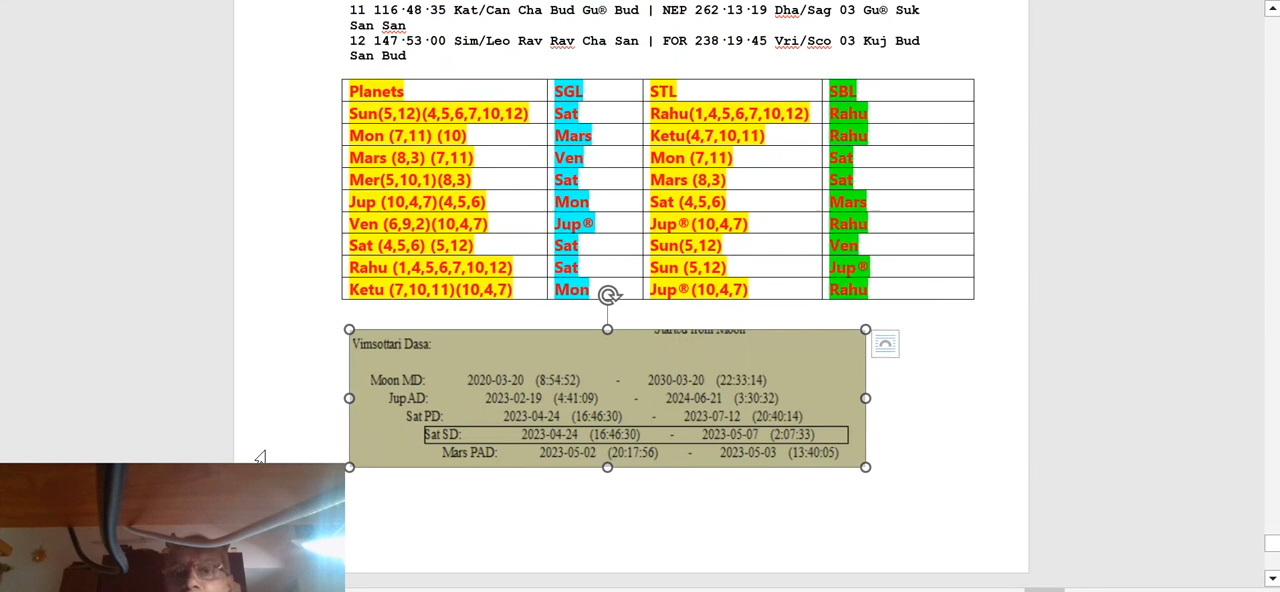 11 116·48·35 Kat/Can Cha Bud Gu® Bud | NEP 262·13·19 Dha/Sag 03 Gu® Suk
San San
12 147·53·00 Sim/Leo Rav Rav Cha San | FOR 238·19·45 Vri/Sco 03 Kuj Bud
San Bud
Planets SGL STL SBL
Sun(5,12)(4,5,6,7,10,12) Sat Rahu(1,4,5,6,7,10,12) Rahu
Mon (7,11) (10) Mars Ketu(4,7,10,11) Rahu
Mars (8,3) (7,11) Ven Mon (7,11) Sat
Mer(5,10,1)(8,3) Sat Mars (8,3) Sat
Jup (10,4,7)(4,5,6) Mon Sat (4,5,6) Mars
Ven (6,9,2)(10,4,7) Jup® Jup®(10,4,7) Rahu
Sat (4,5,6) (5,12) Sat Sun(5,12) Ven
Rahu (1,4,5,6,7,10,12) Sat Sun (5,12) Jup®
Ketu (7,10,11)(10,4,7) Mon Jup®(10,4,7) Rahu
Started from Moon
Vimsottari Dasa:
Moon MD: 2020-03-20 (8:54:52) - 2030-03-20 (22:33:14)
Jup AD: 2023-02-19 (4:41:09) - 2024-06-21 (3:30:32)
Sat PD: 2023-04-24 (16:46:30) - 2023-07-12 (20:40:14)
Sat SD: 2023-04-24 (16:46:30) - 2023-05-07 (2:07:33)
Mars PAD: 2023-05-02 (20:17:56) - 2023-05-03 (13:40:05)